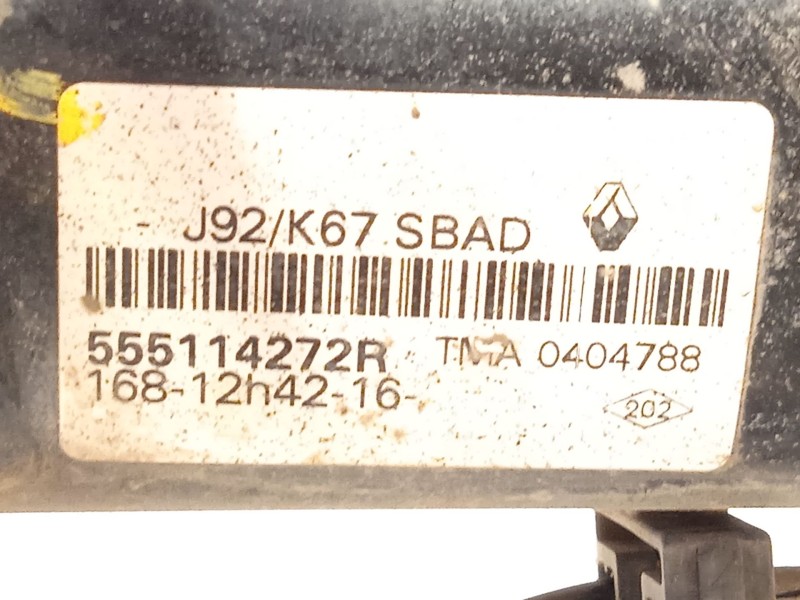 - J92/K67 SBAD
555114272R TMA 0404788
168-12h42-16-
202